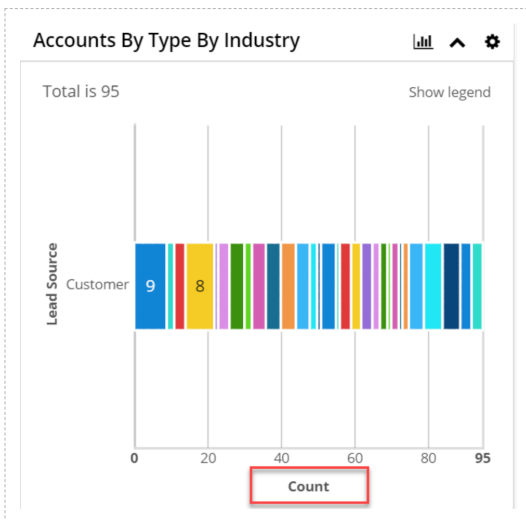 Accounts By Type By Industry
Total is 95
Show legend
Lead Source
Customer
9
8
0 20 40 60 80 95
Count